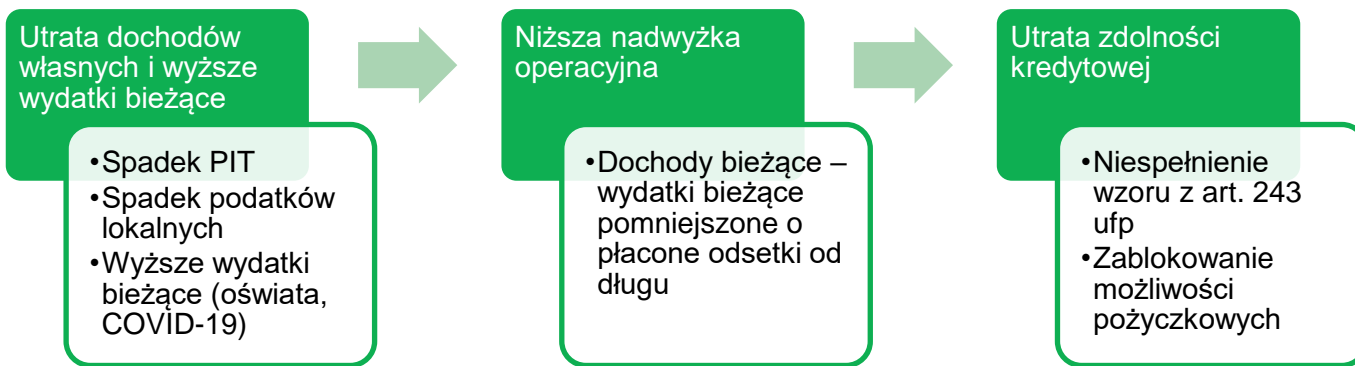 Utrata dochodów
własnych i wyższe
wydatki bieżące
•Spadek PIT
•Spadek podatków
lokalnych
•Wyższe wydatki
bieżące (oświata,
COVID-19)
Niższa nadwyżka
operacyjna
•Dochody bieżące –
wydatki bieżące
pomniejszone o
płacone odsetki od
długu
Utrata zdolności
kredytowej
•Niespełnienie
wzoru z art. 243
ufp
•Zablokowanie
możliwości
pożyczkowych